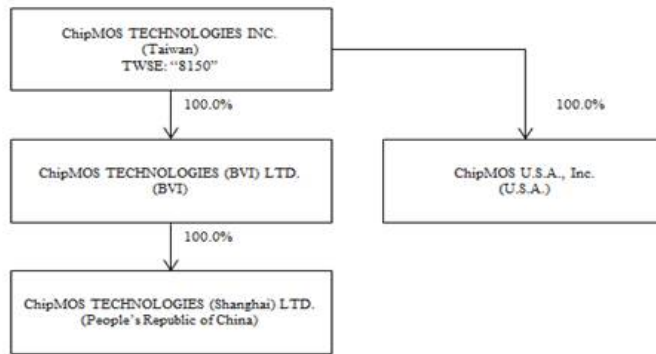 ChipMOS TECHNOLOGIES INC.
(Taiwan)
TWSE: “8150”
100.0%
100.0%
ChipMOS TECHNOLOGIES (BVI) LTD.
(BVI)
ChipMOS U.S.A., Inc.
(U.S.A.)
100.0%
ChipMOS TECHNOLOGIES (Shanghai) LTD.
(People’s Republic of China)